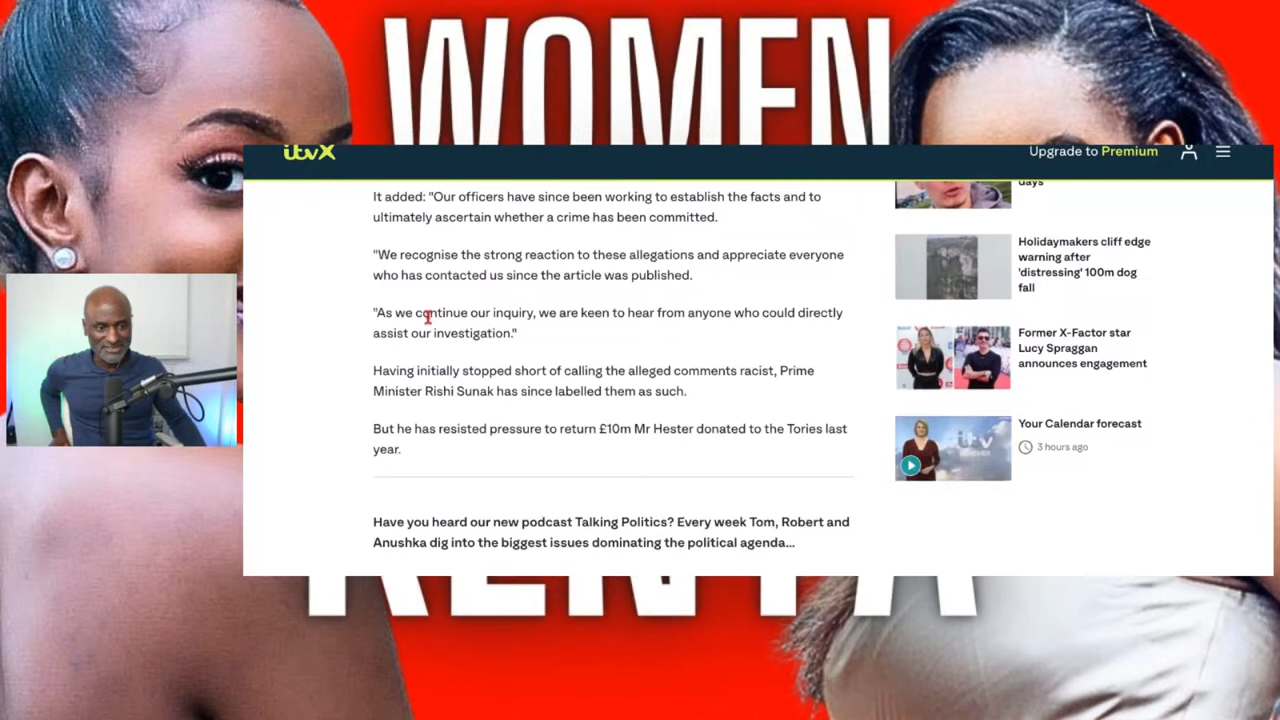 WOMEN
itvX
Upgrade to Premium
It added: "Our officers have since been working to establish the facts and to
ultimately ascertain whether a crime has been committed.
"We recognise the strong reaction to these allegations and appreciate everyone
who has contacted us since the article was published.
"As we continue our inquiry, we are keen to hear from anyone who could directly
assist our investigation."
Having initially stopped short of calling the alleged comments racist, Prime
Minister Rishi Sunak has since labelled them as such.
But he has resisted pressure to return £10m Mr Hester donated to the Tories last
year.
Have you heard our new podcast Talking Politics? Every week Tom, Robert and
Anushka dig into the biggest issues dominating the political agenda...
days
Holidaymakers cliff edge
warning after
'distressing' 100m dog
fall
Former X-Factor star
Lucy Spraggan
announces engagement
itv
Your Calendar forecast
3 hours ago
KENYA